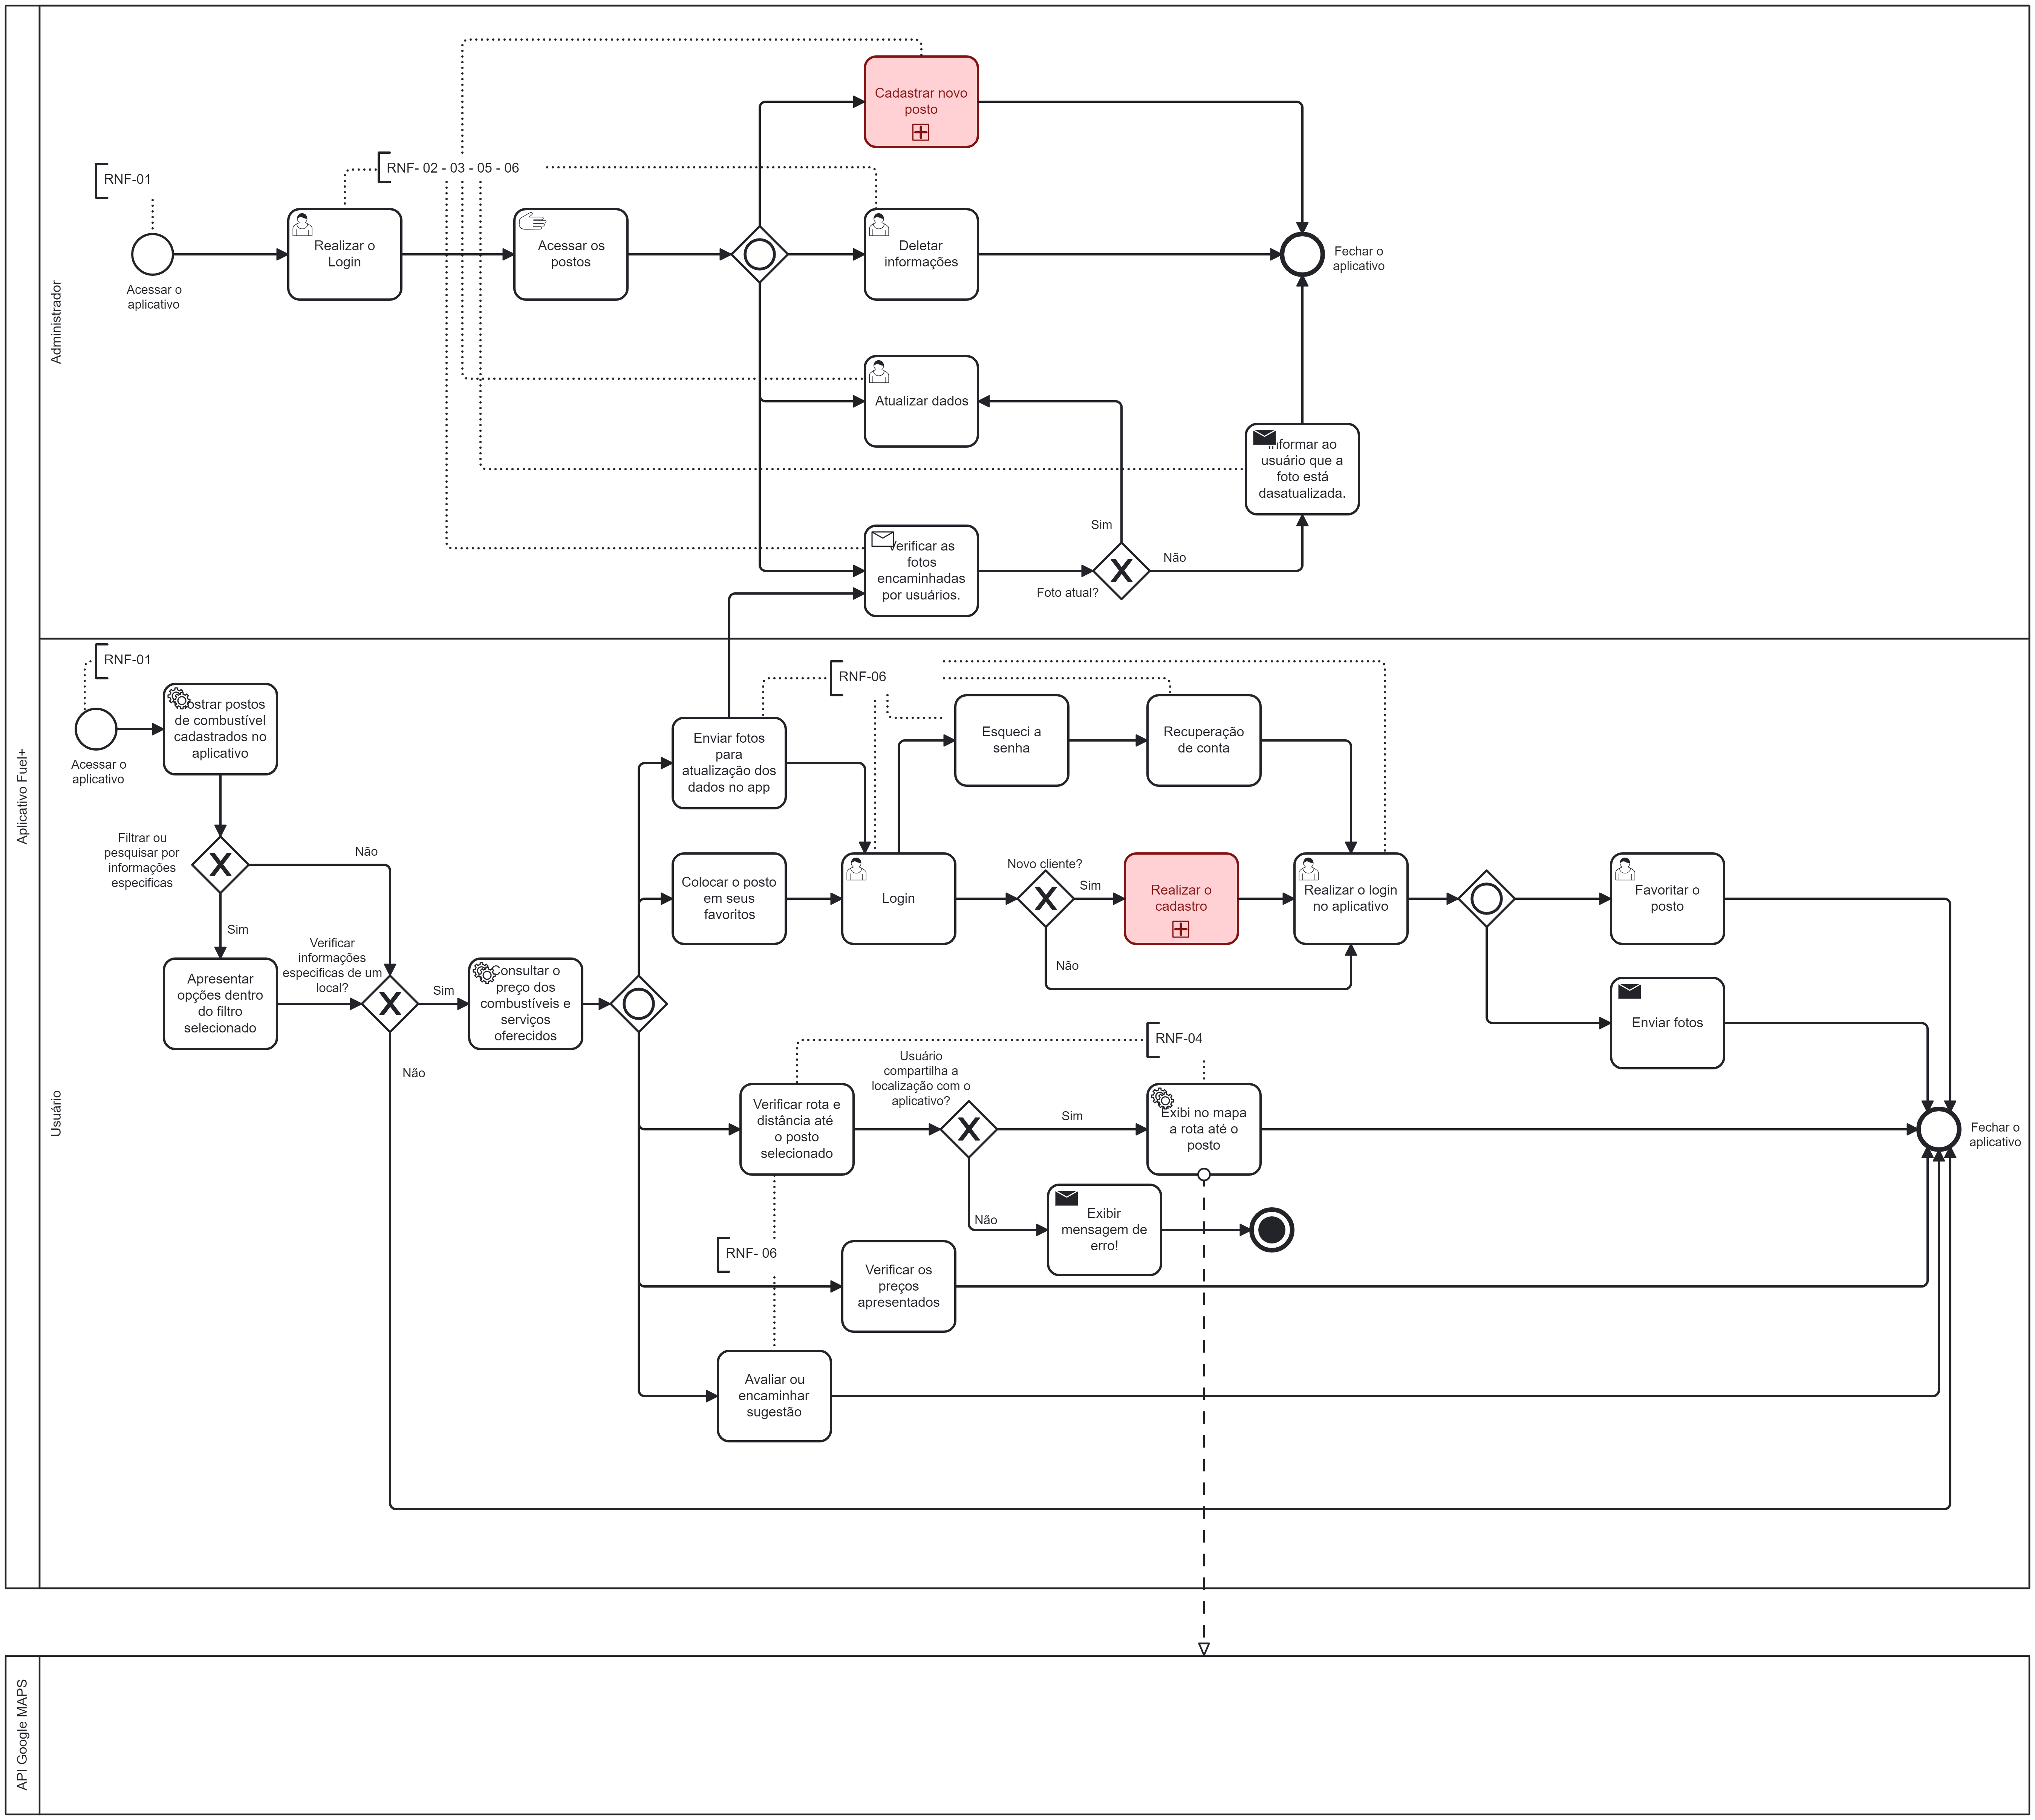 Aplicativo Fuel+
Administrador
RNF-01
Acessar o
aplicativo
RNF- 02 - 03 - 05 - 06
Realizar o
Login
Acessar os
postos
Cadastrar novo
posto
Deletar
informações
Fechar o
aplicativo
Atualizar dados
Informar ao
usuário que a
foto está
dasatualizada.
Verificar as
fotos
encaminhadas
por usuários.
Foto atual?
Sim
Não
Usuário
RNF-01
Acessar o
aplicativo
Mostrar postos
de combustível
cadastrados no
aplicativo
Filtrar ou
pesquisar por
informações
especificas
Não
Sim
Apresentar
opções dentro
do filtro
selecionado
Verificar
informações
especificas de um
local?
Sim
Não
Consultar o
preço dos
combustíveis e
serviços
oferecidos
RNF-06
Enviar fotos
para
atualização dos
dados no app
Esqueci a
senha
Recuperação
de conta
Colocar o posto
em seus
favoritos
Login
Novo cliente?
Sim
Não
Realizar o
cadastro
Realizar o login
no aplicativo
Favoritar o
posto
Enviar fotos
RNF-04
Verificar rota e
distância até
o posto
selecionado
Usuário
compartilha a
localização com o
aplicativo?
Sim
Não
Exibi no mapa
a rota até o
posto
Fechar o
aplicativo
Exibir
mensagem de
erro!
RNF- 06
Verificar os
preços
apresentados
Avaliar ou
encaminhar
sugestão
API Google MAPS